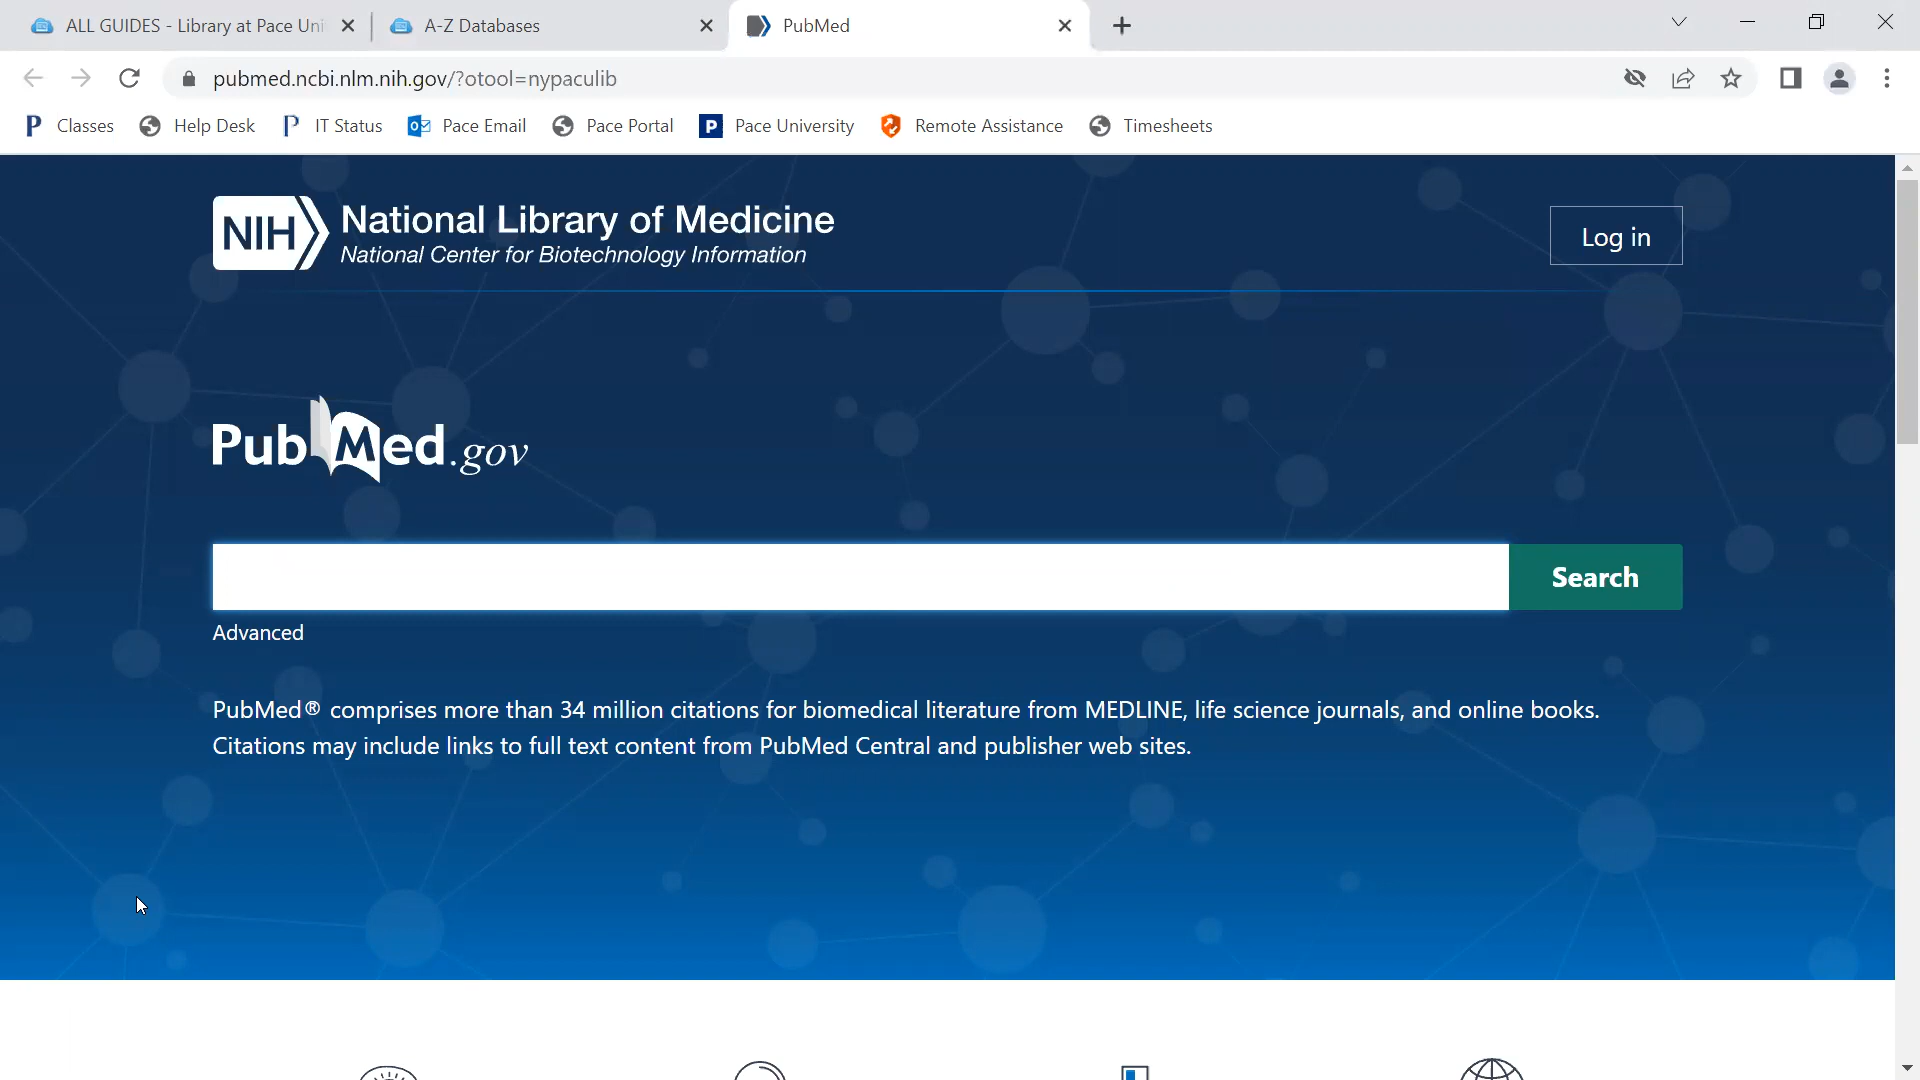 ALL GUIDES - Library at Pace Uni
A-Z Databases
PubMed
pubmed.ncbi.nlm.nih.gov/?otool=nypaculib
Classes
Help Desk
IT Status
Pace Email
Pace Portal
P Pace University
Remote Assistance
Timesheets
NIH National Library of Medicine
National Center for Biotechnology Information
Log in
PubMed.gov
Search
Advanced
PubMed® comprises more than 34 million citations for biomedical literature from MEDLINE, life science journals, and online books.
Citations may include links to full text content from PubMed Central and publisher web sites.